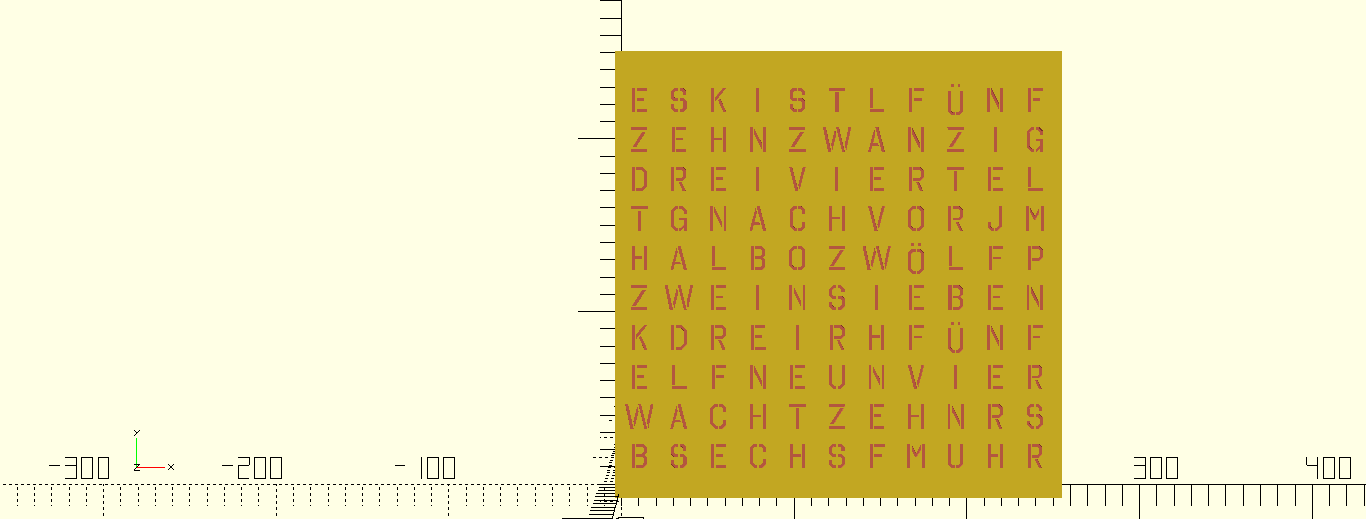 E S K I S T L F Ü N F
Z E H N Z W A N Z I G
D R E I V I E R T E L
T G N A C H V O R J M
H A L B O Z W Ö L F P
Z W E I N S I E B E N
K D R E I R H F Ü N F
E L F N E U N V I E R
W A C H T Z E H N R S
B S E C H S F M U H R
Y
Z X
-300 -200 -100 300 400